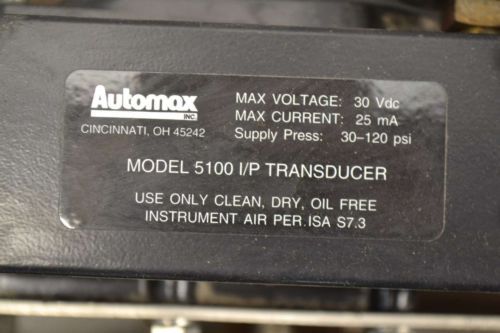 Automax
INC.
CINCINNATI, OH 45242
MAX VOLTAGE: 30 Vdc
MAX CURRENT: 25 mA
Supply Press: 30–120 psi
MODEL 5100 I/P TRANSDUCER
USE ONLY CLEAN, DRY, OIL FREE
INSTRUMENT AIR PER.ISA S7.3